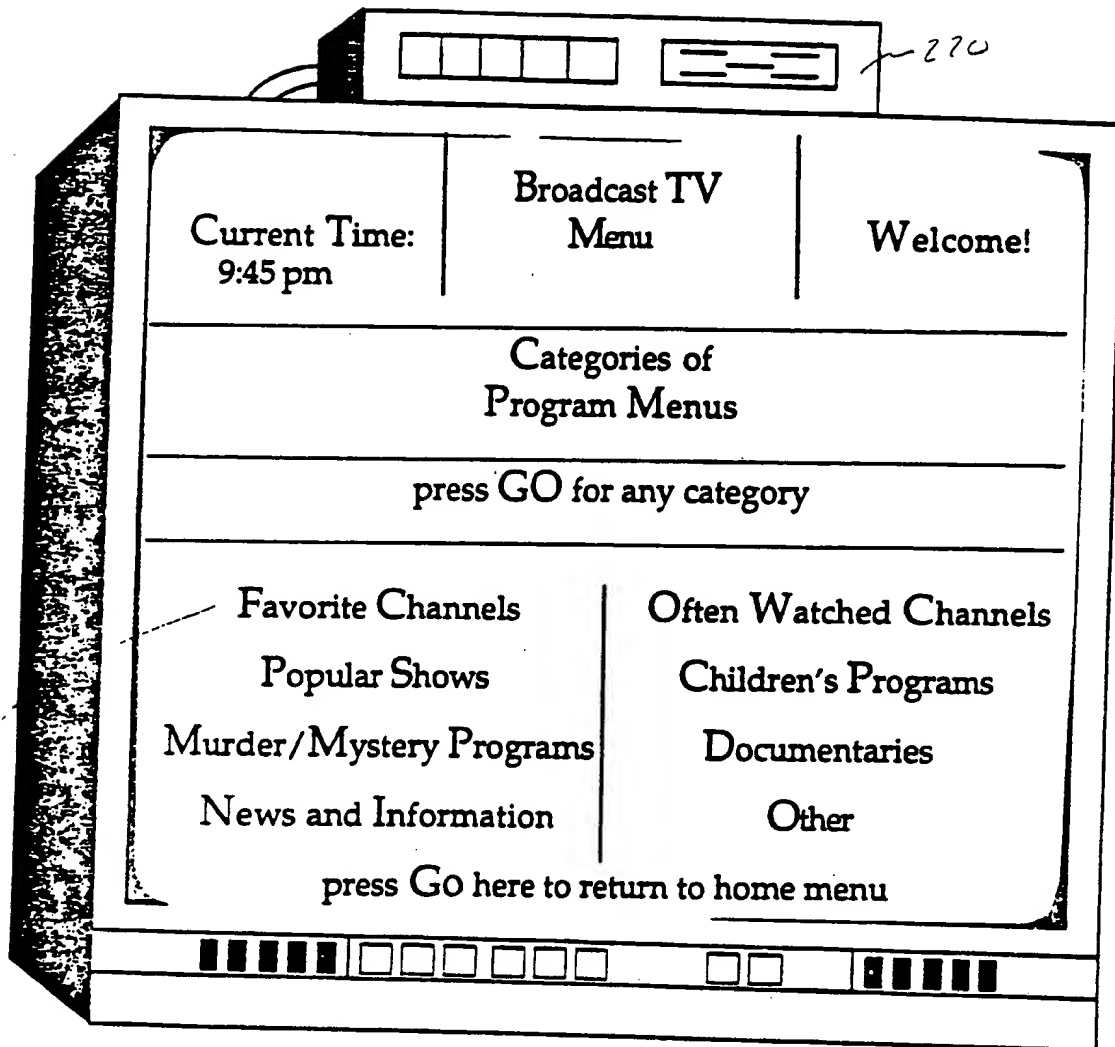 220
Broadcast TV
Menu
Current Time:
9:45 pm
Welcome!
Categories of
Program Menus
press GO for any category
Favorite Channels
Often Watched Channels
Popular Shows
Children's Programs
Murder/Mystery Programs
Documentaries
News and Information
Other
press Go here to return to home menu